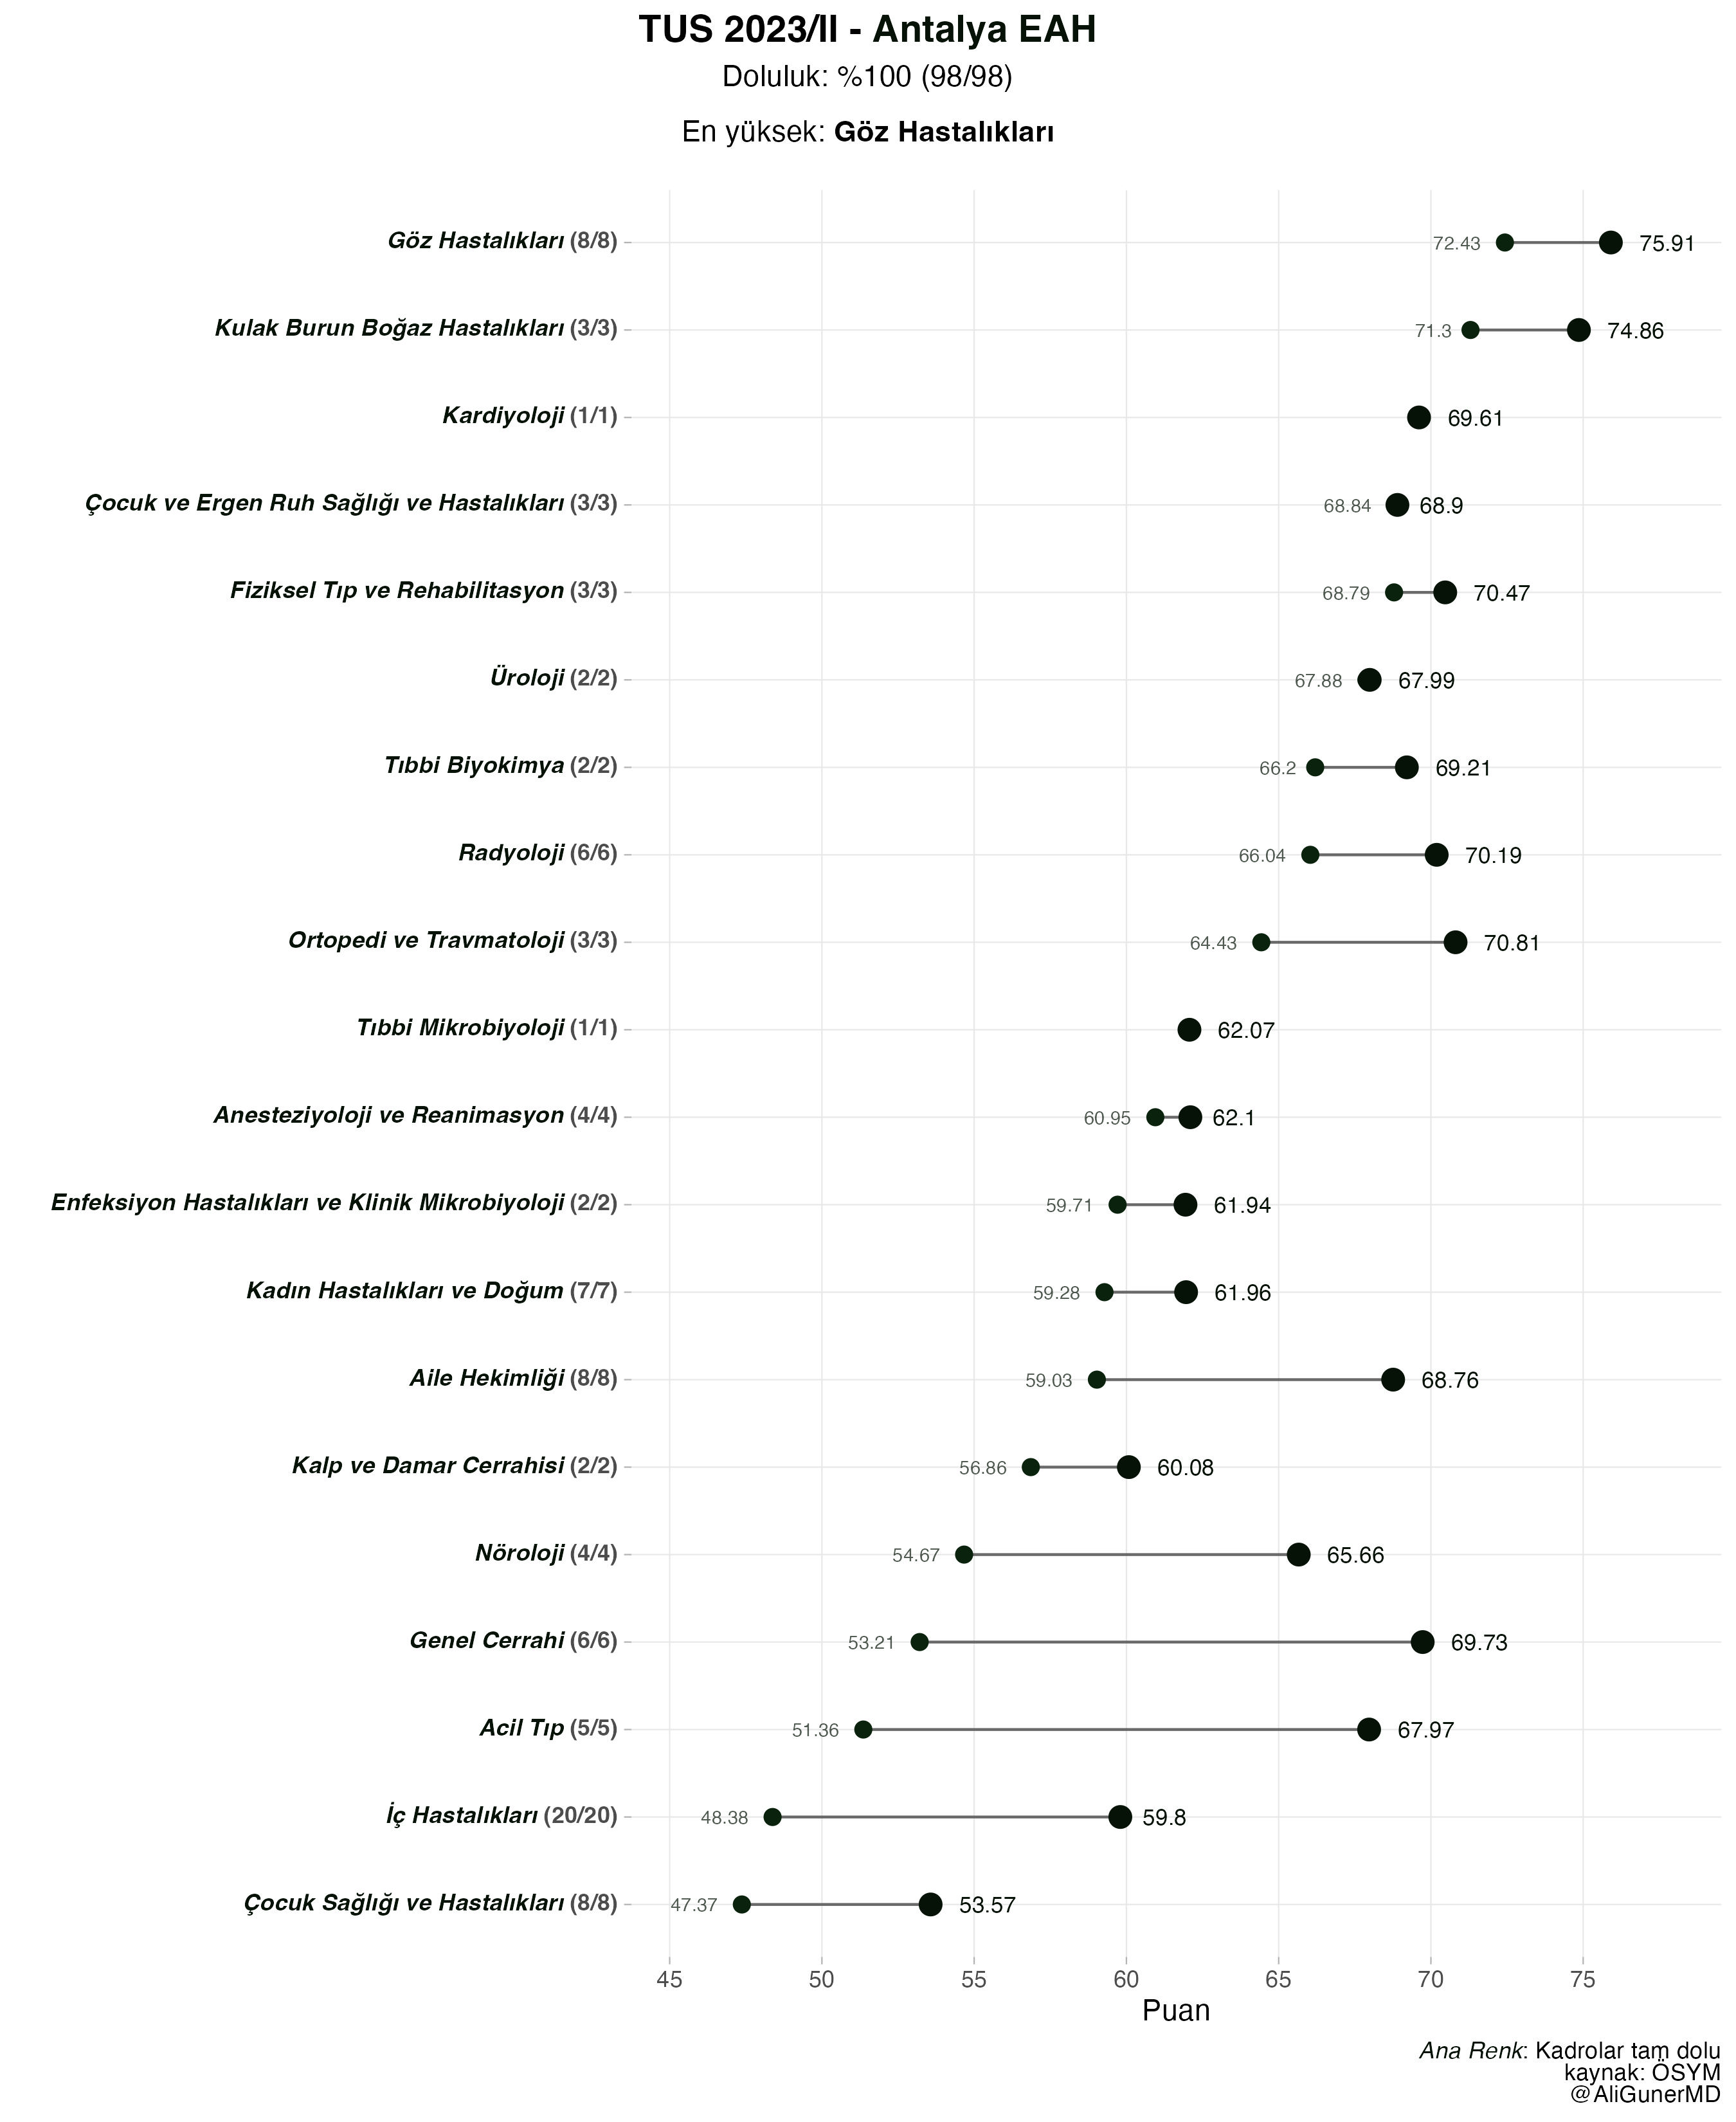 TUS 2023/II - Antalya EAH
Doluluk: %100 (98/98)
En yüksek: Göz Hastalıkları
Göz Hastalıkları (8/8) 72.43 75.91
Kulak Burun Boğaz Hastalıkları (3/3) 71.3 74.86
Kardiyoloji (1/1) 69.61
Çocuk ve Ergen Ruh Sağlığı ve Hastalıkları (3/3) 68.84 68.9
Fiziksel Tıp ve Rehabilitasyon (3/3) 68.79 70.47
Üroloji (2/2) 67.88 67.99
Tıbbi Biyokimya (2/2) 66.2 69.21
Radyoloji (6/6) 66.04 70.19
Ortopedi ve Travmatoloji (3/3) 64.43 70.81
Tıbbi Mikrobiyoloji (1/1) 62.07
Anesteziyoloji ve Reanimasyon (4/4) 60.95 62.1
Enfeksiyon Hastalıkları ve Klinik Mikrobiyoloji (2/2) 59.71 61.94
Kadın Hastalıkları ve Doğum (7/7) 59.28 61.96
Aile Hekimliği (8/8) 59.03 68.76
Kalp ve Damar Cerrahisi (2/2) 56.86 60.08
Nöroloji (4/4) 54.67 65.66
Genel Cerrahi (6/6) 53.21 69.73
Acil Tıp (5/5) 51.36 67.97
İç Hastalıkları (20/20) 48.38 59.8
Çocuk Sağlığı ve Hastalıkları (8/8) 47.37 53.57
45 50 55 60 65 70 75
Puan
Ana Renk: Kadrolar tam dolu
kaynak: ÖSYM
@AliGunerMD